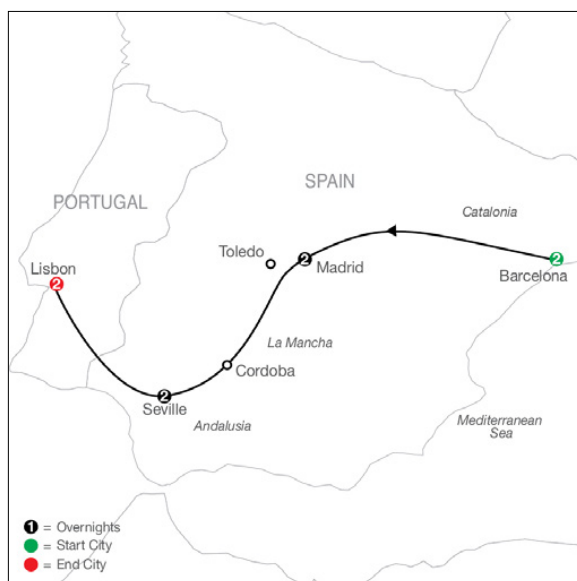 SPAIN
PORTUGAL
Catalonia
Toledo
2 Madrid
2
Barcelona
Lisbon
2
La Mancha
Cordoba
2
Seville
Andalusia
Mediterranean
Sea
1 = Overnights
= Start City
= End City